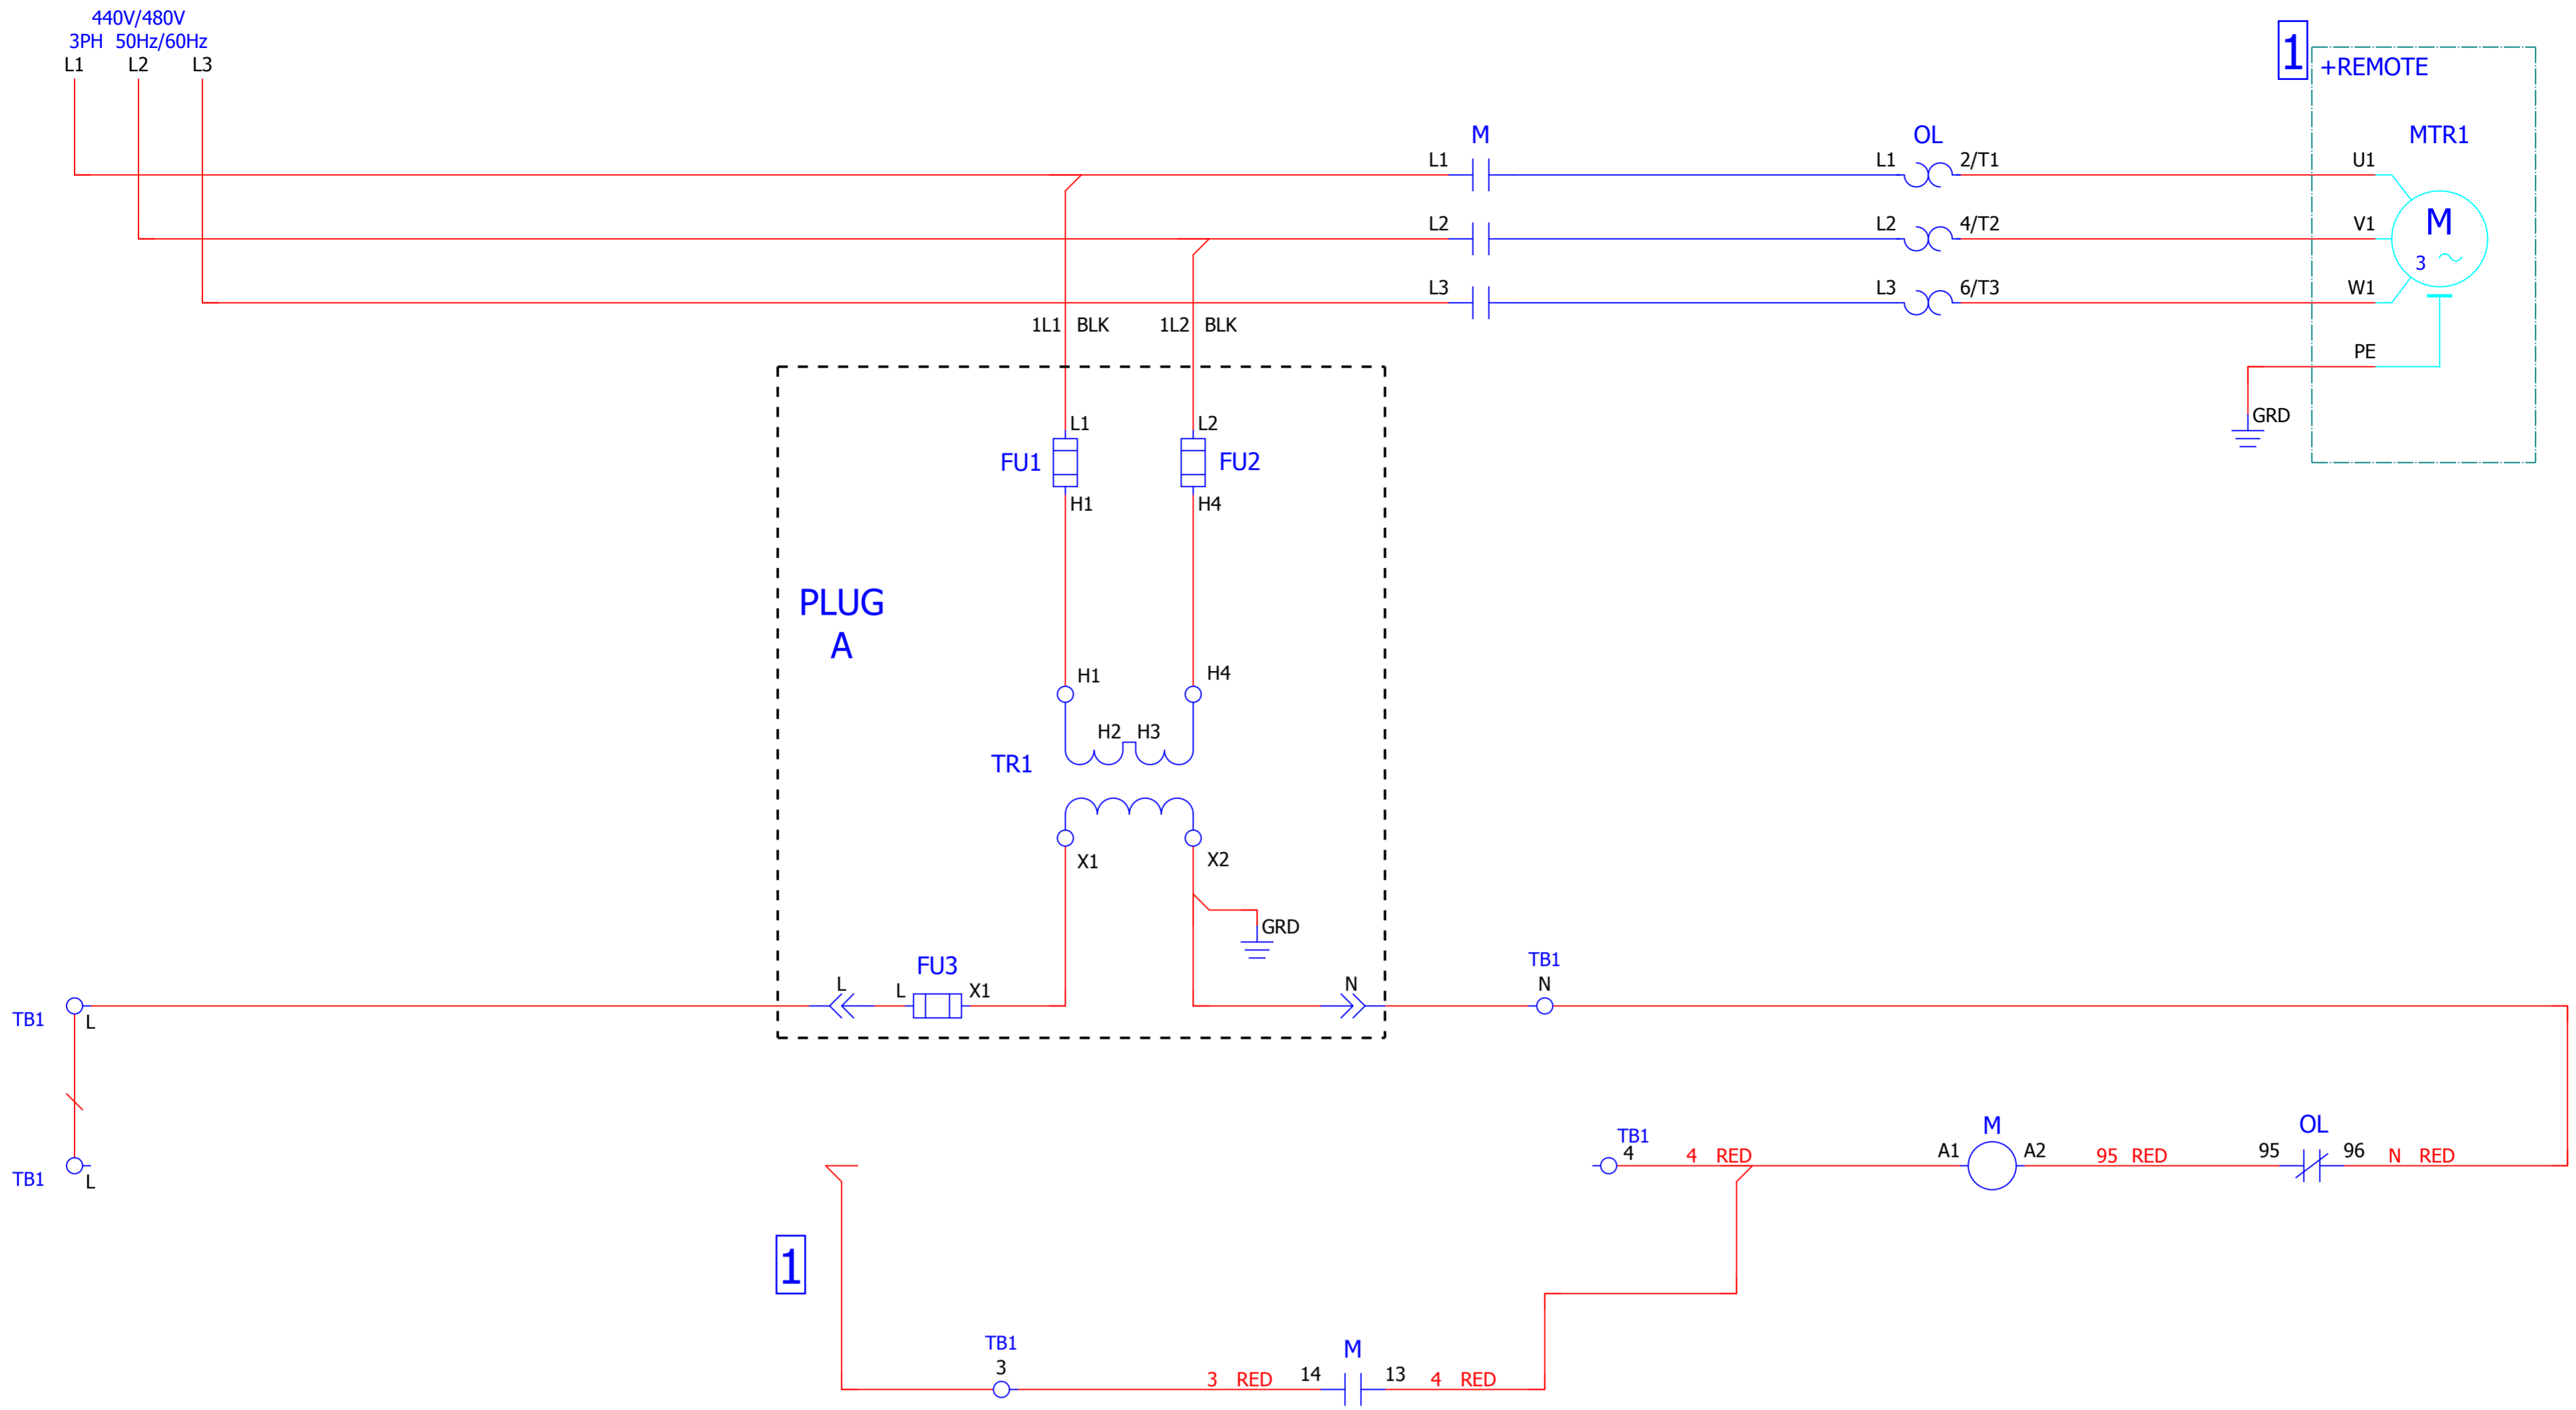 440V/480V
3PH 50Hz/60Hz
L1 L2 L3
1
+REMOTE
M
OL
MTR1
L1 L1 2/T1 U1
L2 L2 4/T2 V1
M
3
L3 L3 6/T3 W1
1L1 BLK 1L2 BLK
PE
GRD
L1 L2
FU1 FU2
H1 H4
PLUG
A
H1 H4
H2 H3
TR1
X1 X2
GRD
FU3
TB1
L L X1 N N
TB1 L
TB1
4 4 RED
M
A1 A2
95 RED
OL
95 96
N RED
TB1 L
1
TB1
3
3 RED
M
14 13
4 RED